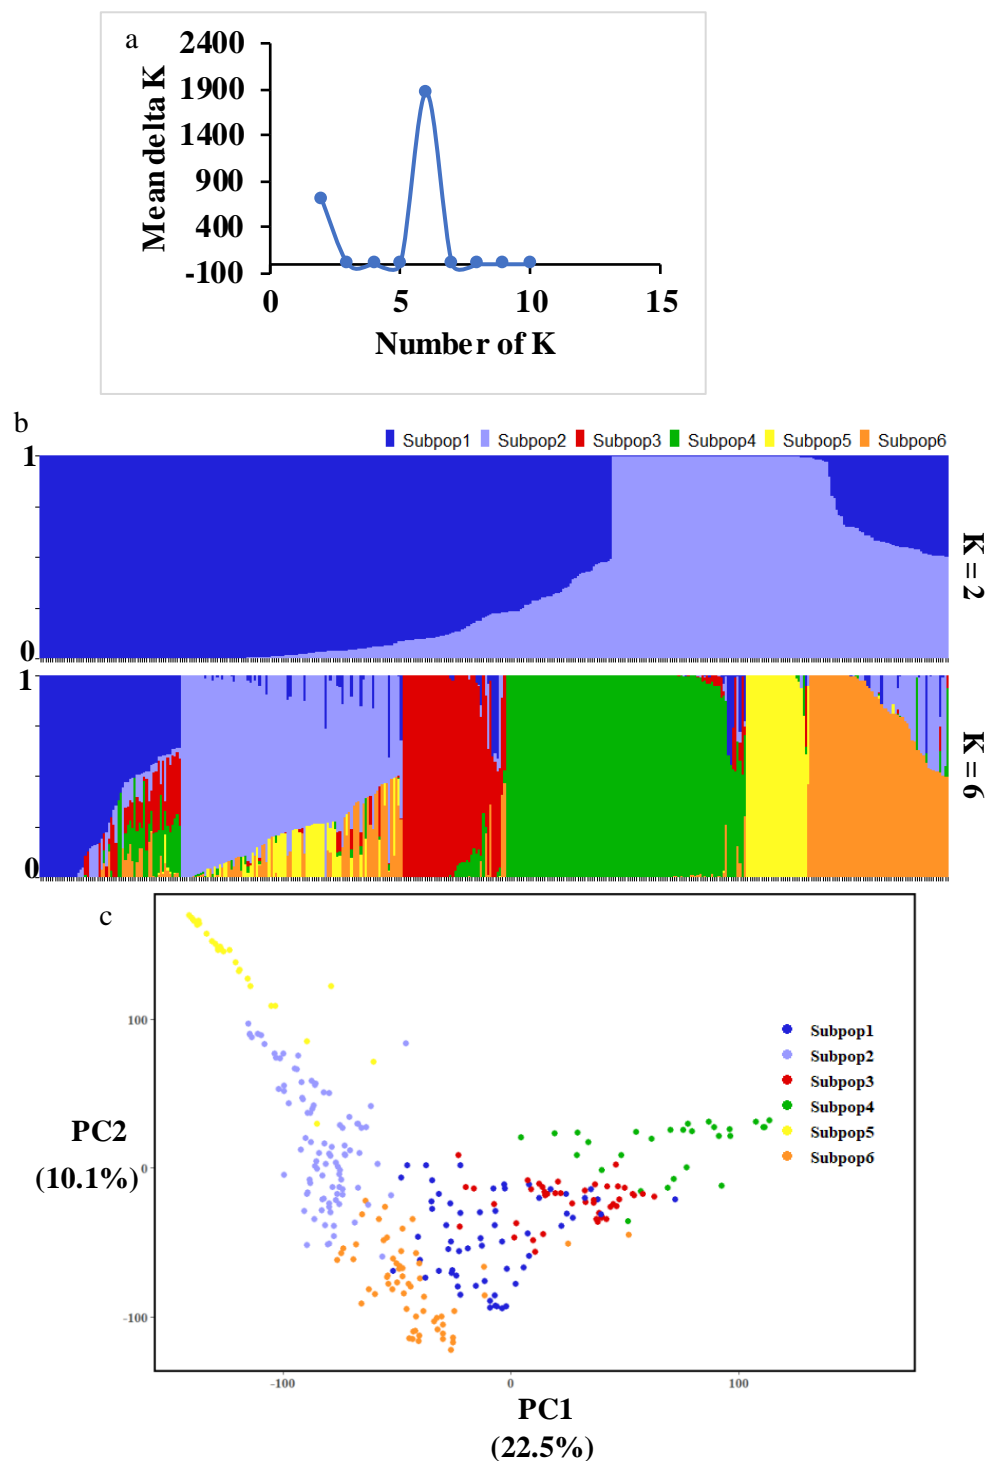 a
2400
1900
1400
900
400
-100
Mean delta K
0 5 10 15
Number of K
b
Subpop1 Subpop2 Subpop3 Subpop4 Subpop5 Subpop6
1
0
K = 2
1
0
K = 6
c
100
0
-100
PC2
(10.1%)
Subpop1
Subpop2
Subpop3
Subpop4
Subpop5
Subpop6
-100 0 100
PC1
(22.5%)